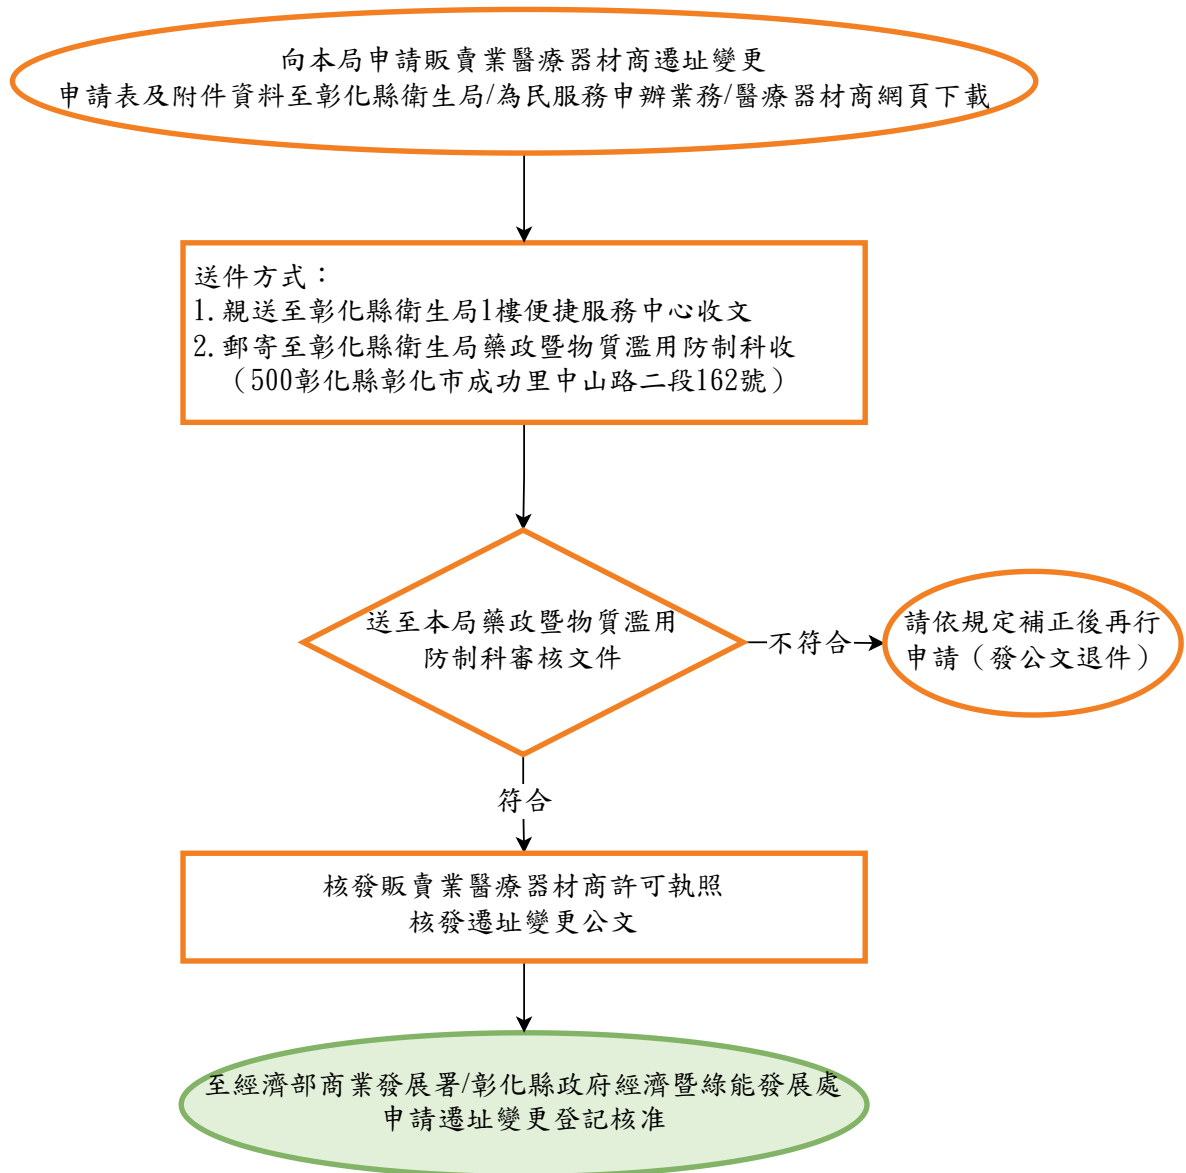 向本局申請販賣業醫療器材商遷址變更
申請表及附件資料至彰化縣衛生局/為民服務申辦業務/醫療器材商網頁下載
送件方式：
1.親送至彰化縣衛生局1樓便捷服務中心收文
2.郵寄至彰化縣衛生局藥政暨物質濫用防制科收
（500彰化縣彰化市成功里中山路二段162號）
送至本局藥政暨物質濫用
防制科審核文件
不符合
請依規定補正後再行
申請（發公文退件）
符合
核發販賣業醫療器材商許可執照
核發遷址變更公文
至經濟部商業發展署/彰化縣政府經濟暨綠能發展處
申請遷址變更登記核准